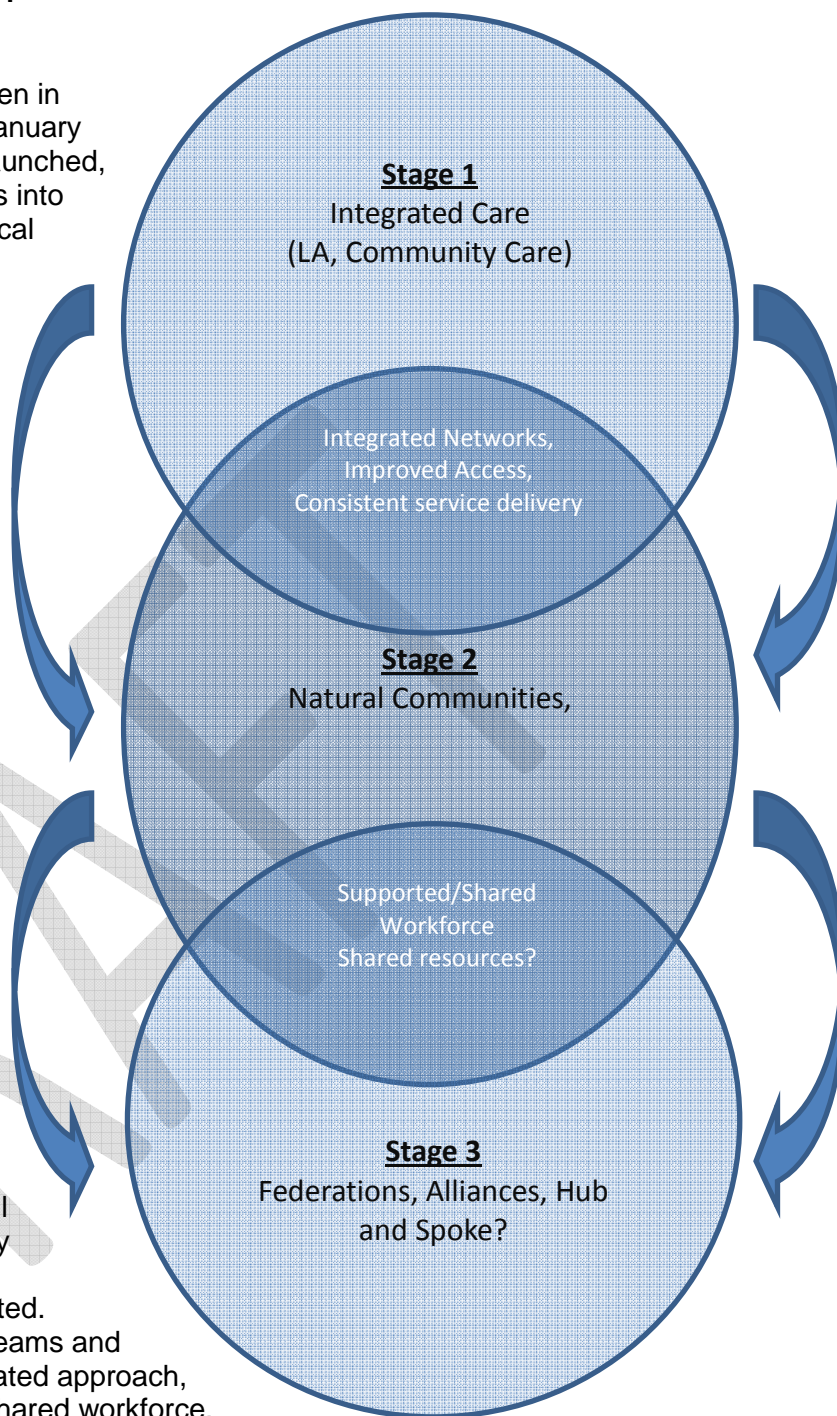 en in
anuary
unched,
s into
cal
Stage 1
Integrated Care
(LA, Community Care)
Integrated Networks,
Improved Access,
Consistent service delivery
Stage 2
Natural Communities,
Supported/Shared
Workforce
Shared resources?
Stage 3
Federations, Alliances, Hub
and Spoke?
l
y
ted.
eams and
ated approach,
hared workforce.